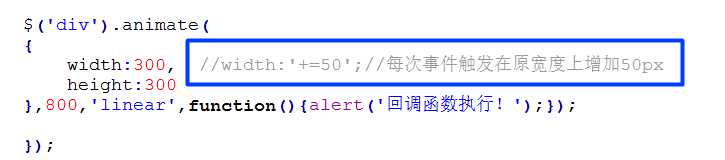 $('div').animate(
{
width:300, //width:'+=50';//每次事件触发在原宽度上增加50px
height:300
},800,'linear',function(){alert('回调函数执行！');});
});